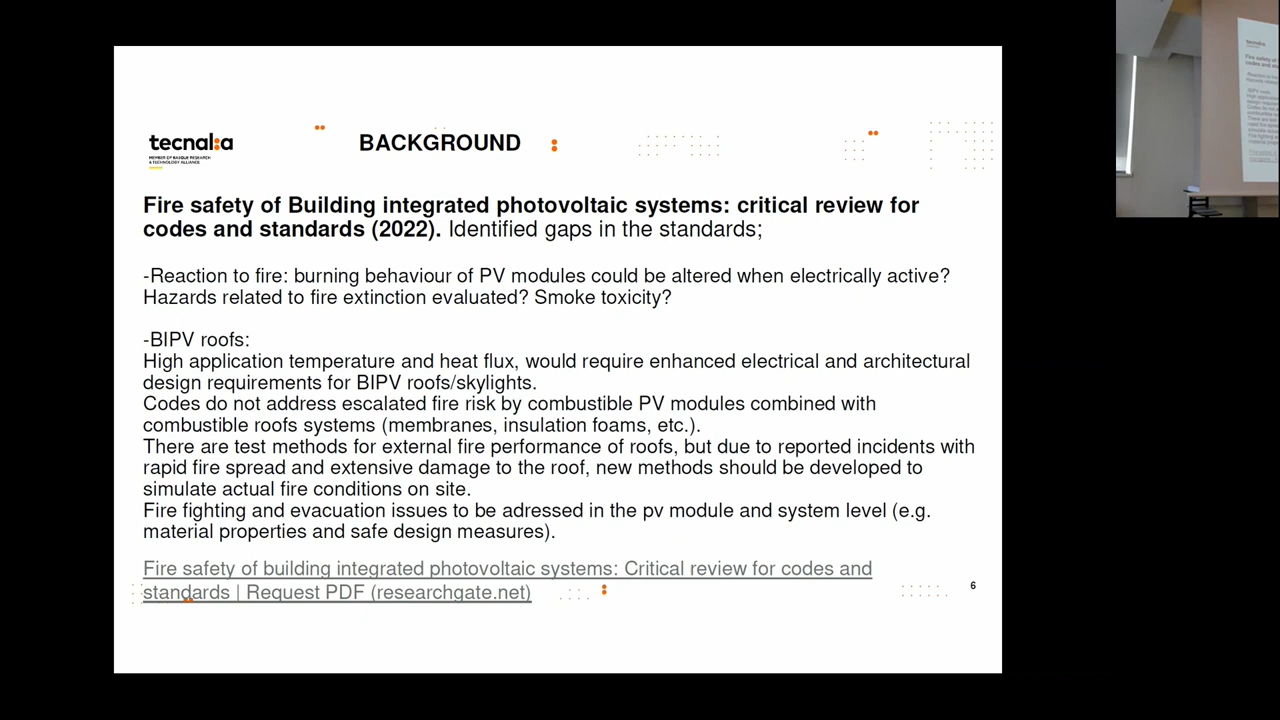 tecnal:a
MEMBER OF BASQUE RESEARCH
& TECHNOLOGY ALLIANCE
BACKGROUND
Fire safety of Building integrated photovoltaic systems: critical review for
codes and standards (2022). Identified gaps in the standards;
-Reaction to fire: burning behaviour of PV modules could be altered when electrically active?
Hazards related to fire extinction evaluated? Smoke toxicity?
-BIPV roofs:
High application temperature and heat flux, would require enhanced electrical and architectural
design requirements for BIPV roofs/skylights.
Codes do not address escalated fire risk by combustible PV modules combined with
combustible roofs systems (membranes, insulation foams, etc.).
There are test methods for external fire performance of roofs, but due to reported incidents with
rapid fire spread and extensive damage to the roof, new methods should be developed to
simulate actual fire conditions on site.
Fire fighting and evacuation issues to be adressed in the pv module and system level (e.g.
material properties and safe design measures).
Fire safety of building integrated photovoltaic systems: Critical review for codes and
standards | Request PDF (researchgate.net)
6